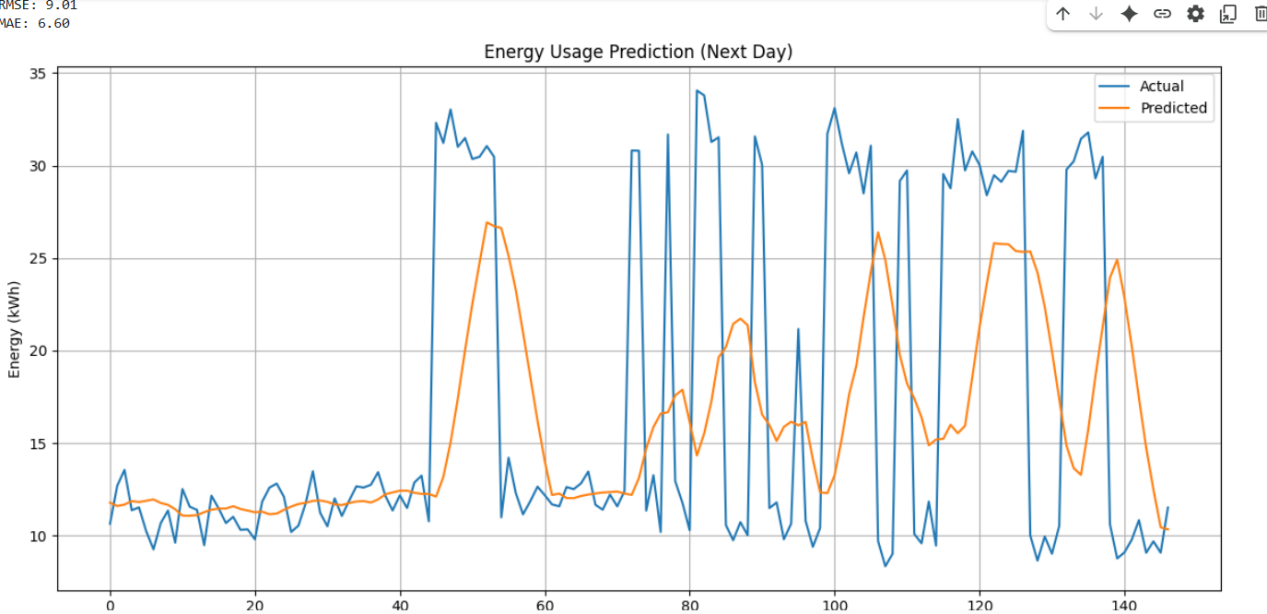 RMSE: 9.01
MAE: 6.60
Energy Usage Prediction (Next Day)
Actual
Predicted
Energy (kWh)
35
30
25
20
15
10
0 20 40 60 80 100 120 140